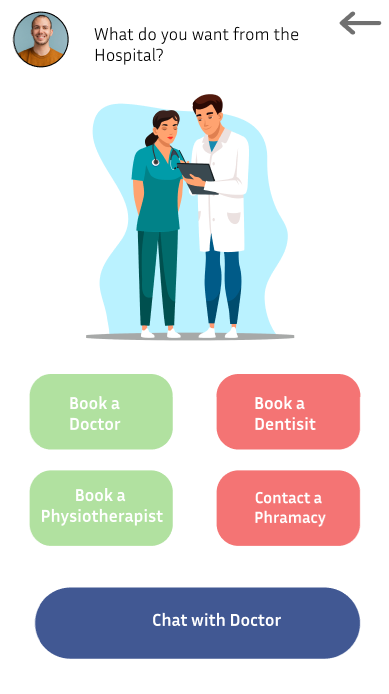 What do you want from the
Hospital?
Book a
Doctor
Book a
Dentisit
Book a
Physiotherapist
Contact a
Phramacy
Chat with Doctor